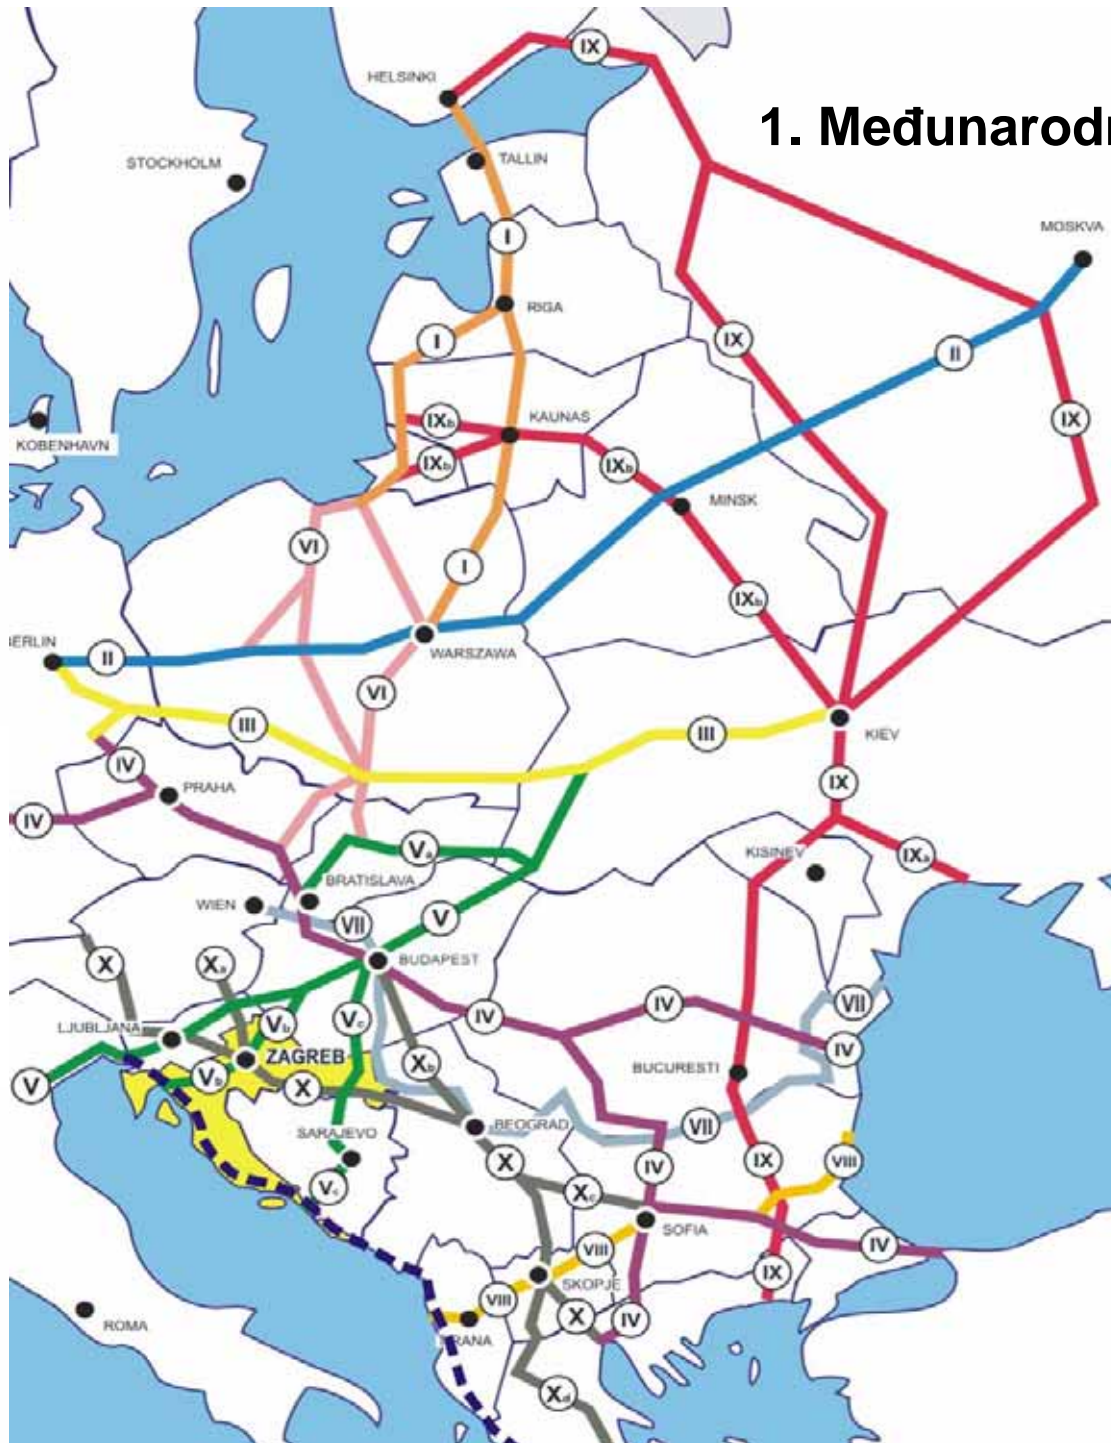 IX
HELSINKI
1. Međunarodn
STOCKHOLM
TALLIN
MOSKVA
I
RIGA
I
IX
II
IX
KOBENHAVN
IXb
KAUNAS
IXb
IXb
MINSK
VI
I
IXb
BERLIN
II
WARSZAWA
VI
III
III
KIEV
IV
PRAHA
IX
IV
KISINEV
IXa
Va
BRATISLAVA
WIEN
VII
V
X
Xa
BUDAPEST
IV
IV
VII
LJUBLJANA
Vb
Vc
IV
ZAGREB
Xb
BUCURESTI
V
Vb
X
SARAJEVO
BEOGRAD
VII
X
IV
IX
VIII
Vc
Xc
SOFIA
IV
VIII
IX
SKOPJE
VIII
X
IV
ROMA
Xd